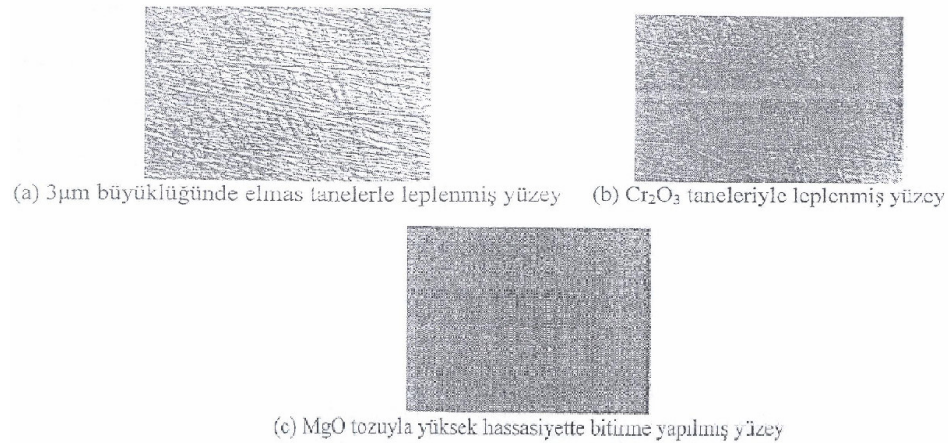 (a) 3µm büyüklüğünde elmas tanelerle leplenmiş yüzey
(b) Cr₂O₃ taneleriyle leplenmiş yüzey
(c) MgO tozuyla yüksek hassasiyette bitirme yapılmış yüzey